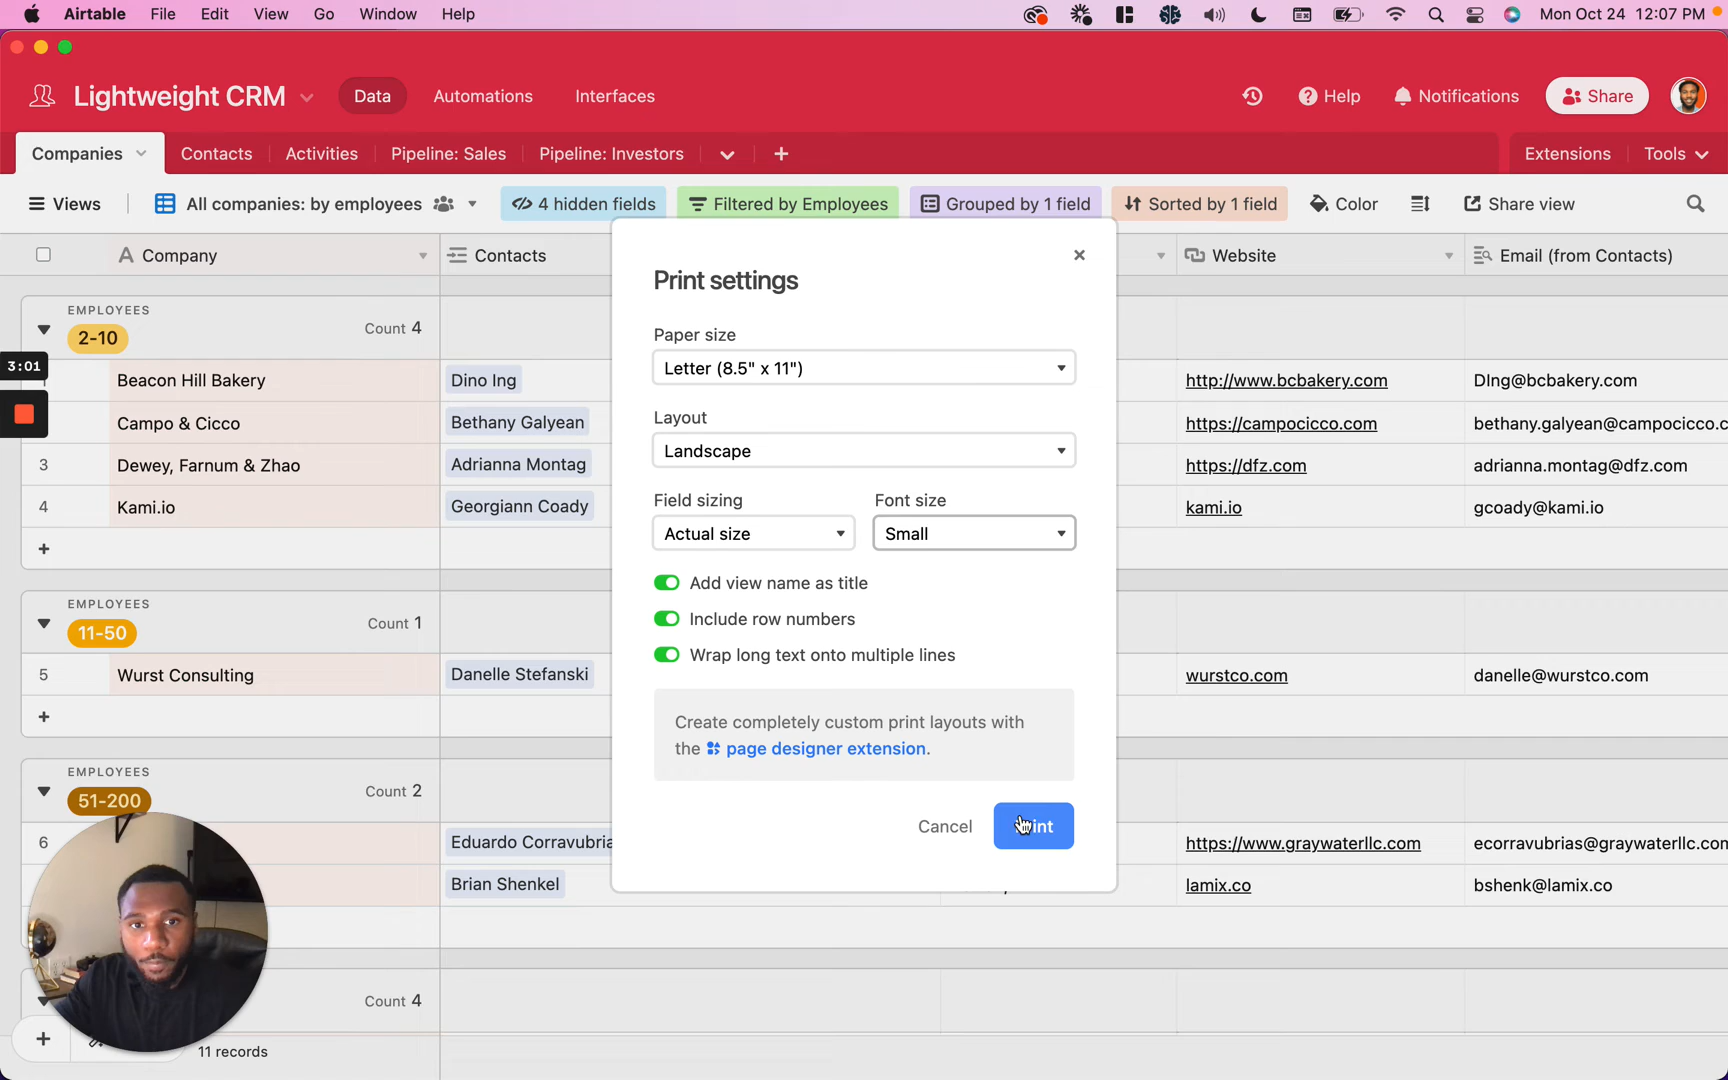 Airtable File Edit View Go Window Help Mon Oct 24 12:07 PM
Lightweight CRM Data Automations Interfaces Help Notifications Share
Companies Contacts Activities Pipeline: Sales Pipeline: Investors + Extensions Tools
Views All companies: by employees 4 hidden fields Filtered by Employees Grouped by 1 field Sorted by 1 field Color Share view
Company Contacts Website Email (from Contacts)
EMPLOYEES
2-10 Count 4
3:01
1 Beacon Hill Bakery Dino Ing http://www.bcbakery.com DIng@bcbakery.com
Campo & Cicco Bethany Galyean https://campocicco.com bethany.galyean@campocicco.c
3 Dewey, Farnum & Zhao Adrianna Montag https://dfz.com adrianna.montag@dfz.com
4 Kami.io Georgiann Coady kami.io gcoady@kami.io
+
EMPLOYEES
11-50 Count 1
5 Wurst Consulting Danelle Stefanski wurstco.com danelle@wurstco.com
+
EMPLOYEES
51-200 Count 2
6 Eduardo Corravubria https://www.graywaterllc.com ecorravubrias@graywaterllc.com
Brian Shenkel lamix.co bshenk@lamix.co
Count 4
+ 11 records
Print settings
Paper size
Letter (8.5" x 11")
Layout
Landscape
Field sizing Font size
Actual size Small
Add view name as title
Include row numbers
Wrap long text onto multiple lines
Create completely custom print layouts with
the page designer extension.
Cancel Print